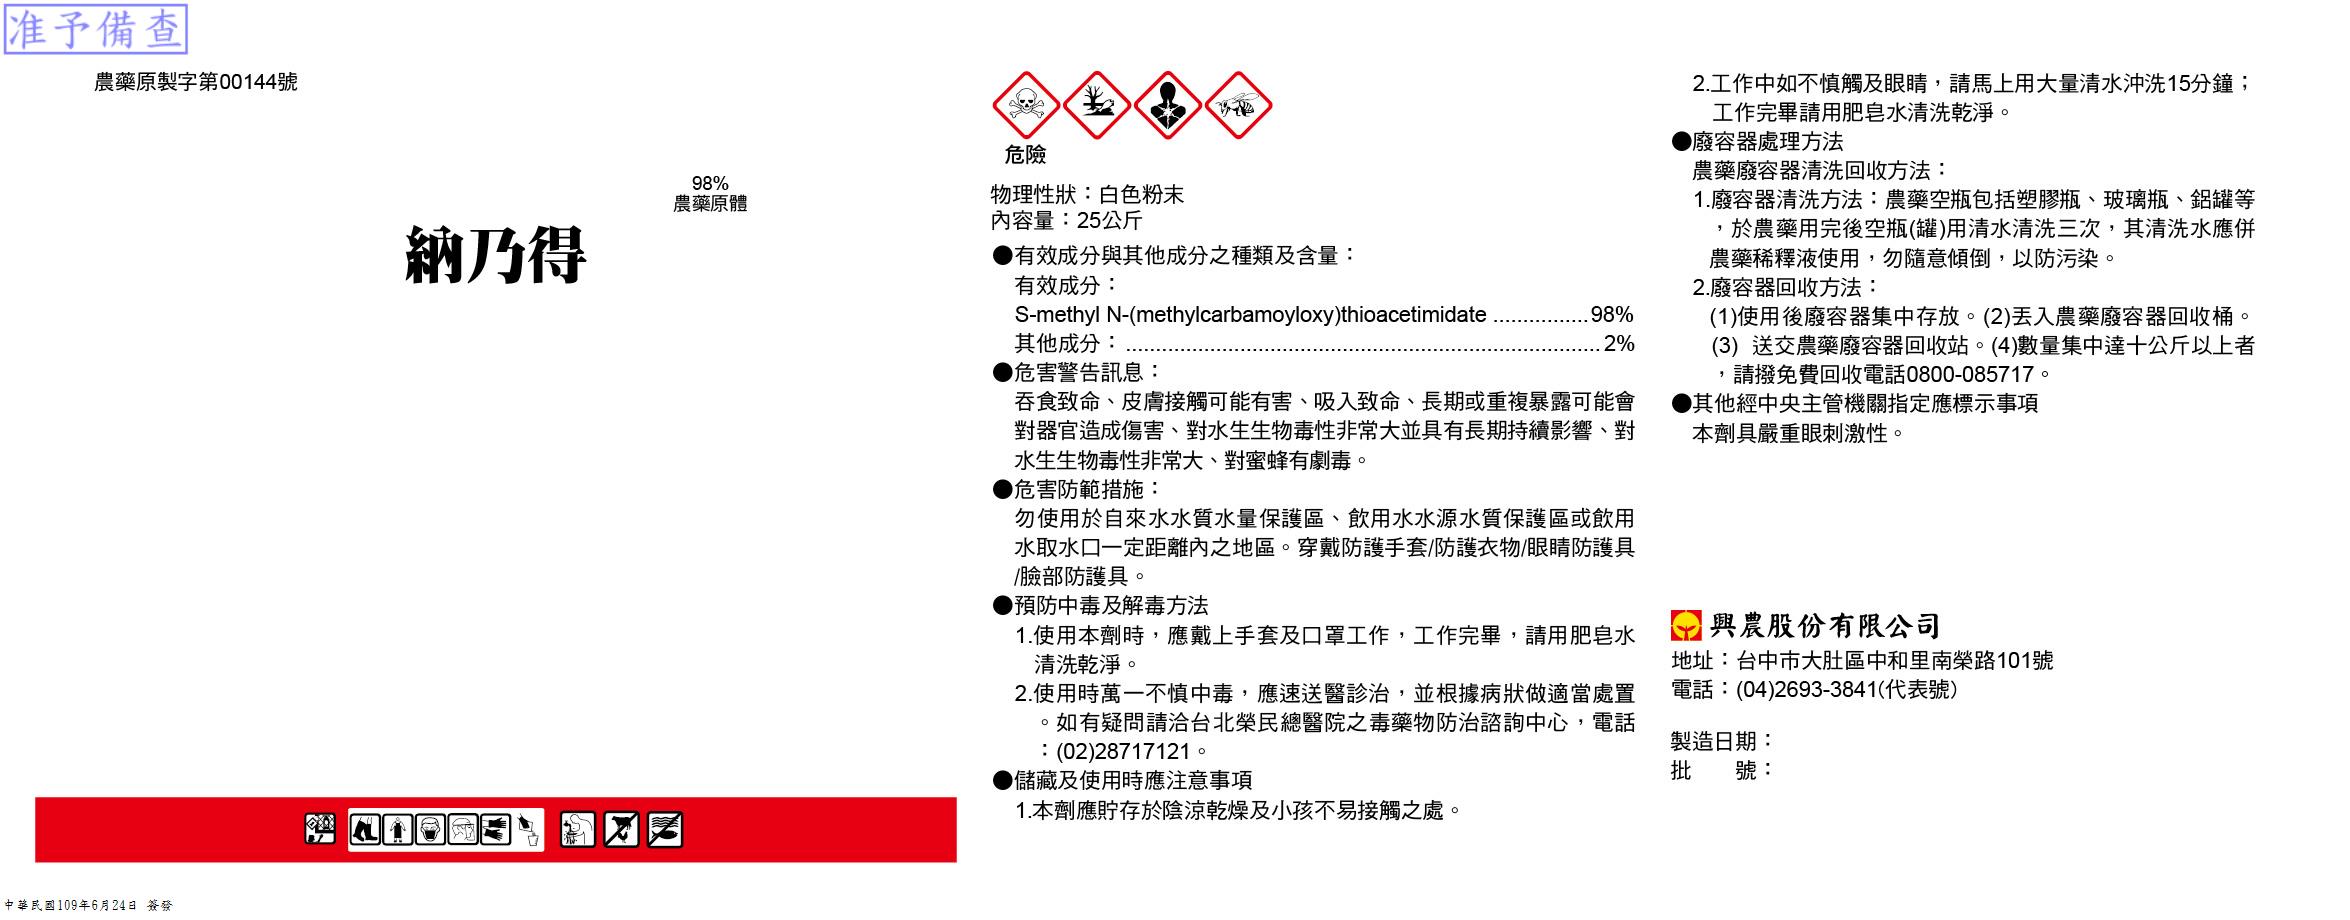 准予備查
農藥原製字第00144號
98%
農藥原體
納乃得
中華民國109年6月24日 簽發
危險
物理性狀：白色粉末
內容量：25公斤
●有效成分與其他成分之種類及含量：
有效成分：
S-methyl N-(methylcarbamoyloxy)thioacetimidate ................98%
其他成分：................................................................................2%
●危害警告訊息：
吞食致命、皮膚接觸可能有害、吸入致命、長期或重複暴露可能會
對器官造成傷害、對水生生物毒性非常大並具有長期持續影響、對
水生生物毒性非常大、對蜜蜂有劇毒。
●危害防範措施：
勿使用於自來水水質水量保護區、飲用水水源水質保護區或飲用
水取水口一定距離內之地區。穿戴防護手套/防護衣物/眼睛防護具
/臉部防護具。
●預防中毒及解毒方法
1.使用本劑時，應戴上手套及口罩工作，工作完畢，請用肥皂水
清洗乾淨。
2.使用時萬一不慎中毒，應速送醫診治，並根據病狀做適當處置
。如有疑問請洽台北榮民總醫院之毒藥物防治諮詢中心，電話
：(02)28717121。
●儲藏及使用時應注意事項
1.本劑應貯存於陰涼乾燥及小孩不易接觸之處。
2.工作中如不慎觸及眼睛，請馬上用大量清水沖洗15分鐘；
工作完畢請用肥皂水清洗乾淨。
●廢容器處理方法
農藥廢容器清洗回收方法：
1.廢容器清洗方法：農藥空瓶包括塑膠瓶、玻璃瓶、鋁罐等
，於農藥用完後空瓶(罐)用清水清洗三次，其清洗水應併
農藥稀釋液使用，勿隨意傾倒，以防污染。
2.廢容器回收方法：
(1)使用後廢容器集中存放。(2)丟入農藥廢容器回收桶。
(3) 送交農藥廢容器回收站。(4)數量集中達十公斤以上者
，請撥免費回收電話0800-085717。
●其他經中央主管機關指定應標示事項
本劑具嚴重眼刺激性。
興農股份有限公司
地址：台中市大肚區中和里南榮路101號
電話：(04)2693-3841(代表號)
製造日期：
批　　號：